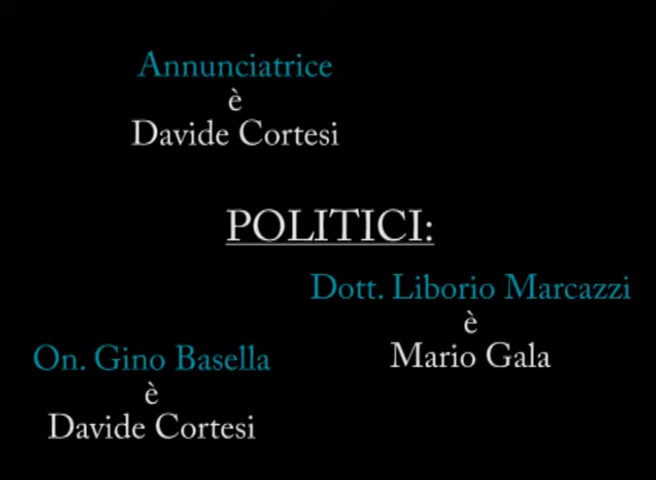 Annunciatrice
è
Davide Cortesi
POLITICI:
Dott. Liborio Marcazzi
è
Mario Gala
On. Gino Basella
è
Davide Cortesi